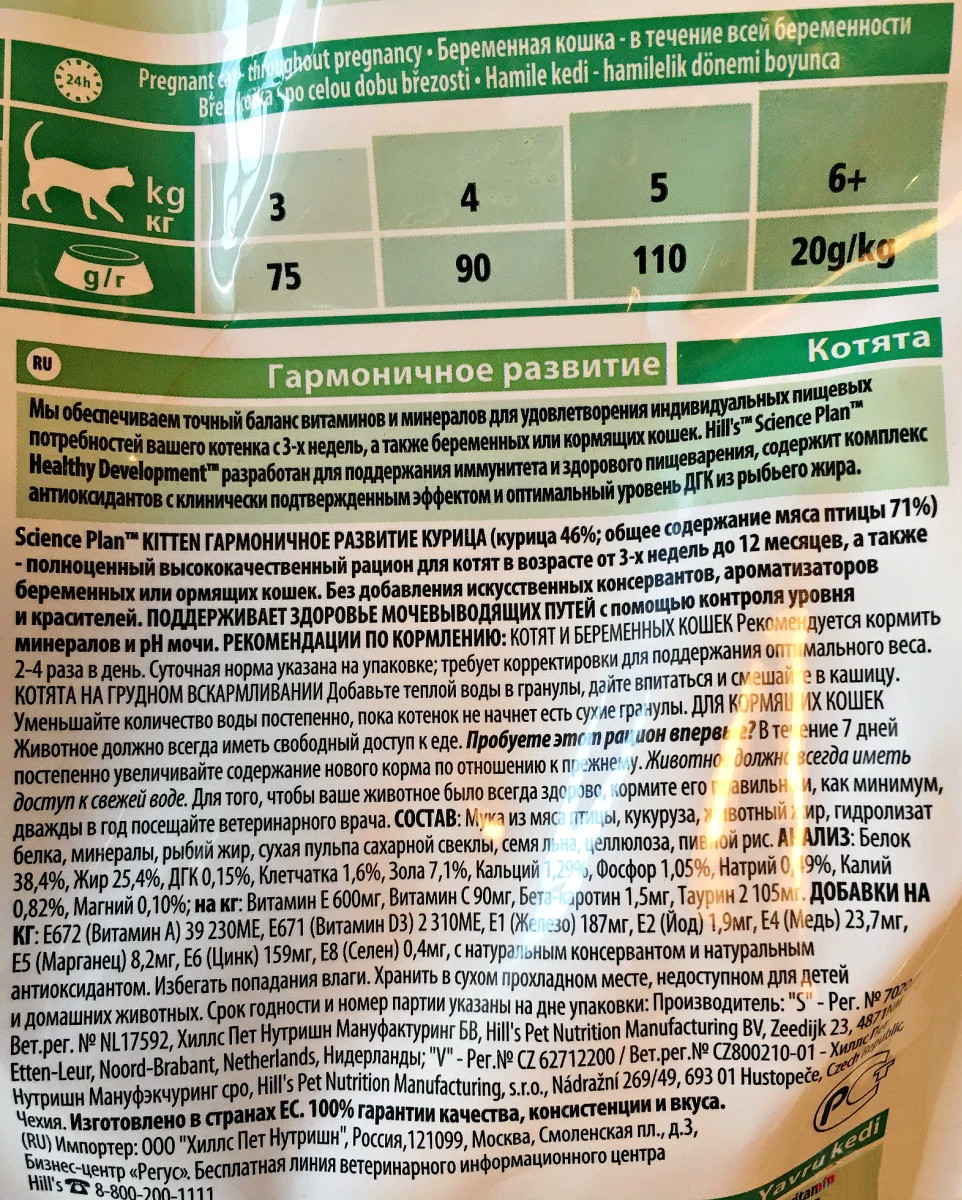 24h
Pregnant cat - throughout pregnancy • Беременная кошка - в течение всей беременности
po celou dobu březosti • Hamile kedi - hamilelik dönemi boyunca
kg кг 3 4 5 6+
g/г 75 90 110 20g/kg
RU Гармоничное развитие Котята
Мы обеспечиваем точный баланс витаминов и минералов для удовлетворения индивидуальных пищевых
потребностей вашего котенка с 3-х недель, а также беременных или кормящих кошек. Hill's™ Science Plan™
Healthy Development™ разработан для поддержания иммунитета и здорового пищеварения, содержит комплекс
антиоксидантов с клинически подтвержденным эффектом и оптимальный уровень ДГК из рыбьего жира.
Science Plan™ KITTEN ГАРМОНИЧНОЕ РАЗВИТИЕ КУРИЦА (курица 46%; общее содержание мяса птицы 71%)
- полноценный высококачественный рацион для котят в возрасте от 3-х недель до 12 месяцев, а также
беременных или ормящих кошек. Без добавления искусственных консервантов, ароматизаторов
и красителей. ПОДДЕРЖИВАЕТ ЗДОРОВЬЕ МОЧЕВЫВОДЯЩИХ ПУТЕЙ с помощью контроля уровня
минералов и pH мочи. РЕКОМЕНДАЦИИ ПО КОРМЛЕНИЮ: КОТЯТ И БЕРЕМЕННЫХ КОШЕК Рекомендуется кормить
2-4 раза в день. Суточная норма указана на упаковке; требует корректировки для поддержания оптимального веса.
КОТЯТА НА ГРУДНОМ ВСКАРМЛИВАНИИ Добавьте теплой воды в гранулы, дайте впитаться и смешайте в кашицу.
Уменьшайте количество воды постепенно, пока котенок не начнет есть сухие гранулы. ДЛЯ КОРМЯЩИХ КОШЕК
Животное должно всегда иметь свободный доступ к еде. Пробуете этот рацион впервые? В течение 7 дней
постепенно увеличивайте содержание нового корма по отношению к прежнему. Животное должно всегда иметь
доступ к свежей воде. Для того, чтобы ваше животное было всегда здорово, кормите его правильно и, как минимум,
дважды в год посещайте ветеринарного врача. СОСТАВ: Мука из мяса птицы, кукуруза, животный жир, гидролизат
белка, минералы, рыбий жир, сухая пульпа сахарной свеклы, семя льна, целлюлоза, пивной рис. АНАЛИЗ: Белок
38,4%, Жир 25,4%, ДГК 0,15%, Клетчатка 1,6%, Зола 7,1%, Кальций 1,29%, Фосфор 1,05%, Натрий 49%, Калий
0,82%, Магний 0,10%; на кг: Витамин Е 600мг, Витамин С 90мг, Бета-каротин 1,5мг, Таурин 2 105мг. ДОБАВКИ НА
КГ: E672 (Витамин А) 39 230МЕ, E671 (Витамин D3) 2 310МЕ, E1 (Железо) 187мг, E2 (Йод) 1,9мг, E4 (Медь) 23,7мг,
E5 (Марганец) 8,2мг, E6 (Цинк) 159мг, E8 (Селен) 0,4мг, с натуральным консервантом и натуральным
антиоксидантом. Избегать попадания влаги. Хранить в сухом прохладном месте, недоступном для детей
и домашних животных. Срок годности и номер партии указаны на дне упаковки: Производитель: "S" - Рег. №
Вет.рег. № NL17592, Хиллс Пет Нутришн Мануфактуринг БВ, Hill's Pet Nutrition Manufacturing BV, Zeedijk 23,
Etten-Leur, Noord-Brabant, Netherlands, Нидерланды; "V" - Рег.№ CZ 62712200 / Вет.рег.№ CZ800210-01 - Хиллс Пет
Нутришн Мануфэкчуринг сро, Hill's Pet Nutrition Manufacturing, s.r.o., Nádražní 269/49, 693 01 Hustopeče, Czech Republic,
Чехия. Изготовлено в странах ЕС. 100% гарантии качества, консистенции и вкуса.
(RU) Импортер: ООО "Хиллс Пет Нутришн", Россия,121099, Москва, Смоленская пл., д.3,
Бизнес-центр «Регус». Бесплатная линия ветеринарного информационного центра
Hill's ☎ 8-800-200-1111
Yavru kedi